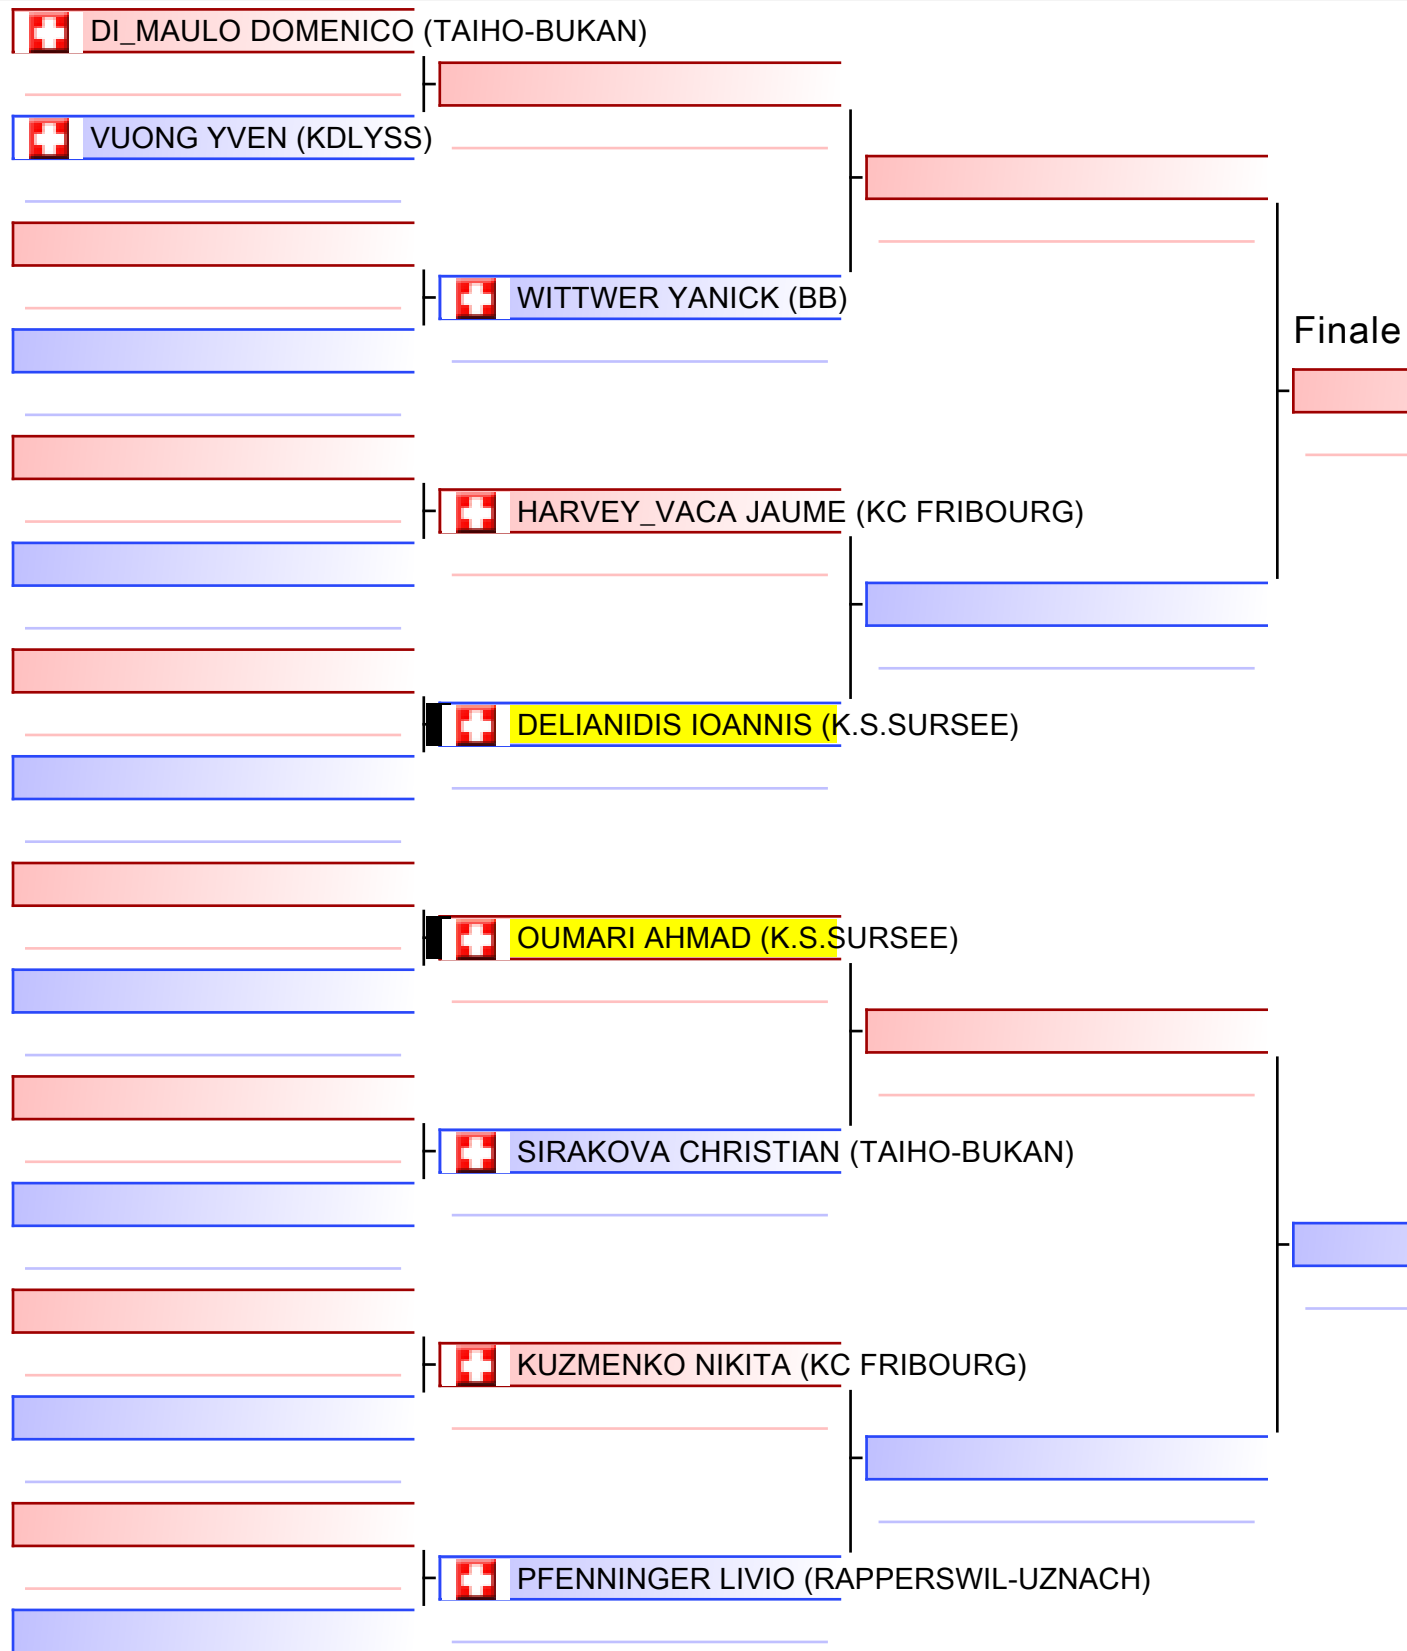 DI_MAULO DOMENICO (TAIHO-BUKAN)
VUONG YVEN (KDLYSS)
WITTWER YANICK (BB)
Finale
HARVEY_VACA JAUME (KC FRIBOURG)
DELIANIDIS IOANNIS (K.S.SURSEE)
OUMARI AHMAD (K.S.SURSEE)
SIRAKOVA CHRISTIAN (TAIHO-BUKAN)
KUZMENKO NIKITA (KC FRIBOURG)
PFENNINGER LIVIO (RAPPERSWIL-UZNACH)